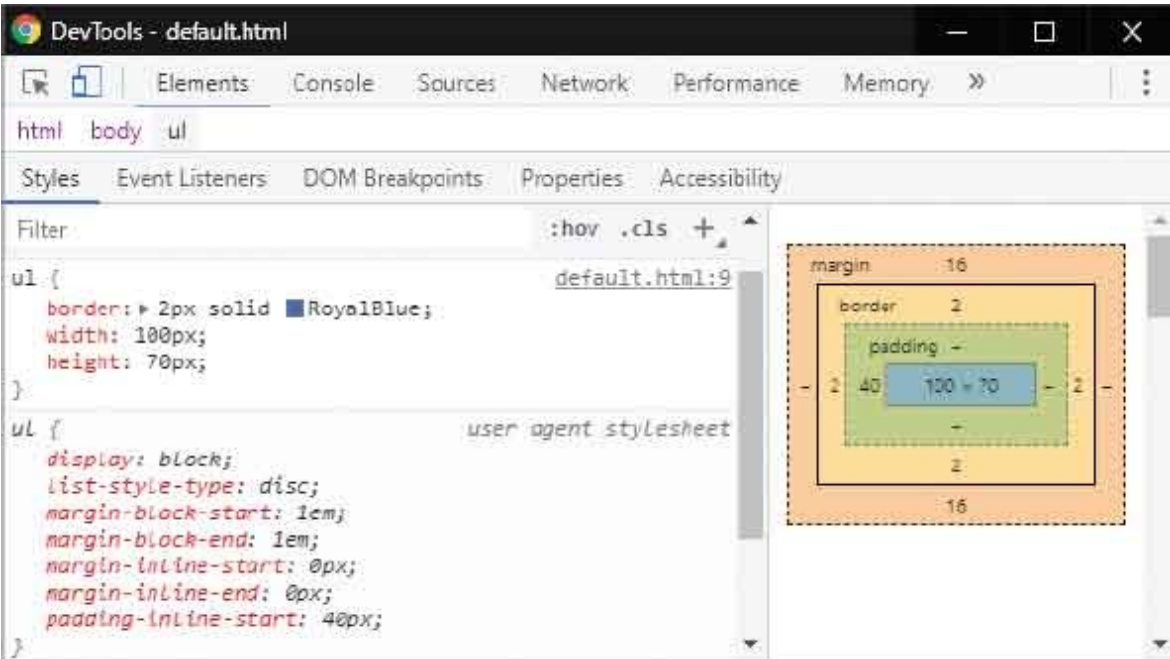 DevTools - default.html
Elements Console Sources Network Performance Memory »
html body ul
Styles Event Listeners DOM Breakpoints Properties Accessibility
Filter :hov .cls +
ul { default.html:9
border: 2px solid RoyalBlue;
width: 100px;
height: 70px;
}
ul { user agent stylesheet
display: block;
list-style-type: disc;
margin-block-start: 1em;
margin-block-end: 1em;
margin-inline-start: 0px;
margin-inline-end: 0px;
padding-inline-start: 40px;
}
margin 16
border 2
padding -
- 2 40 100 × 70 - 2 -
-
2
16